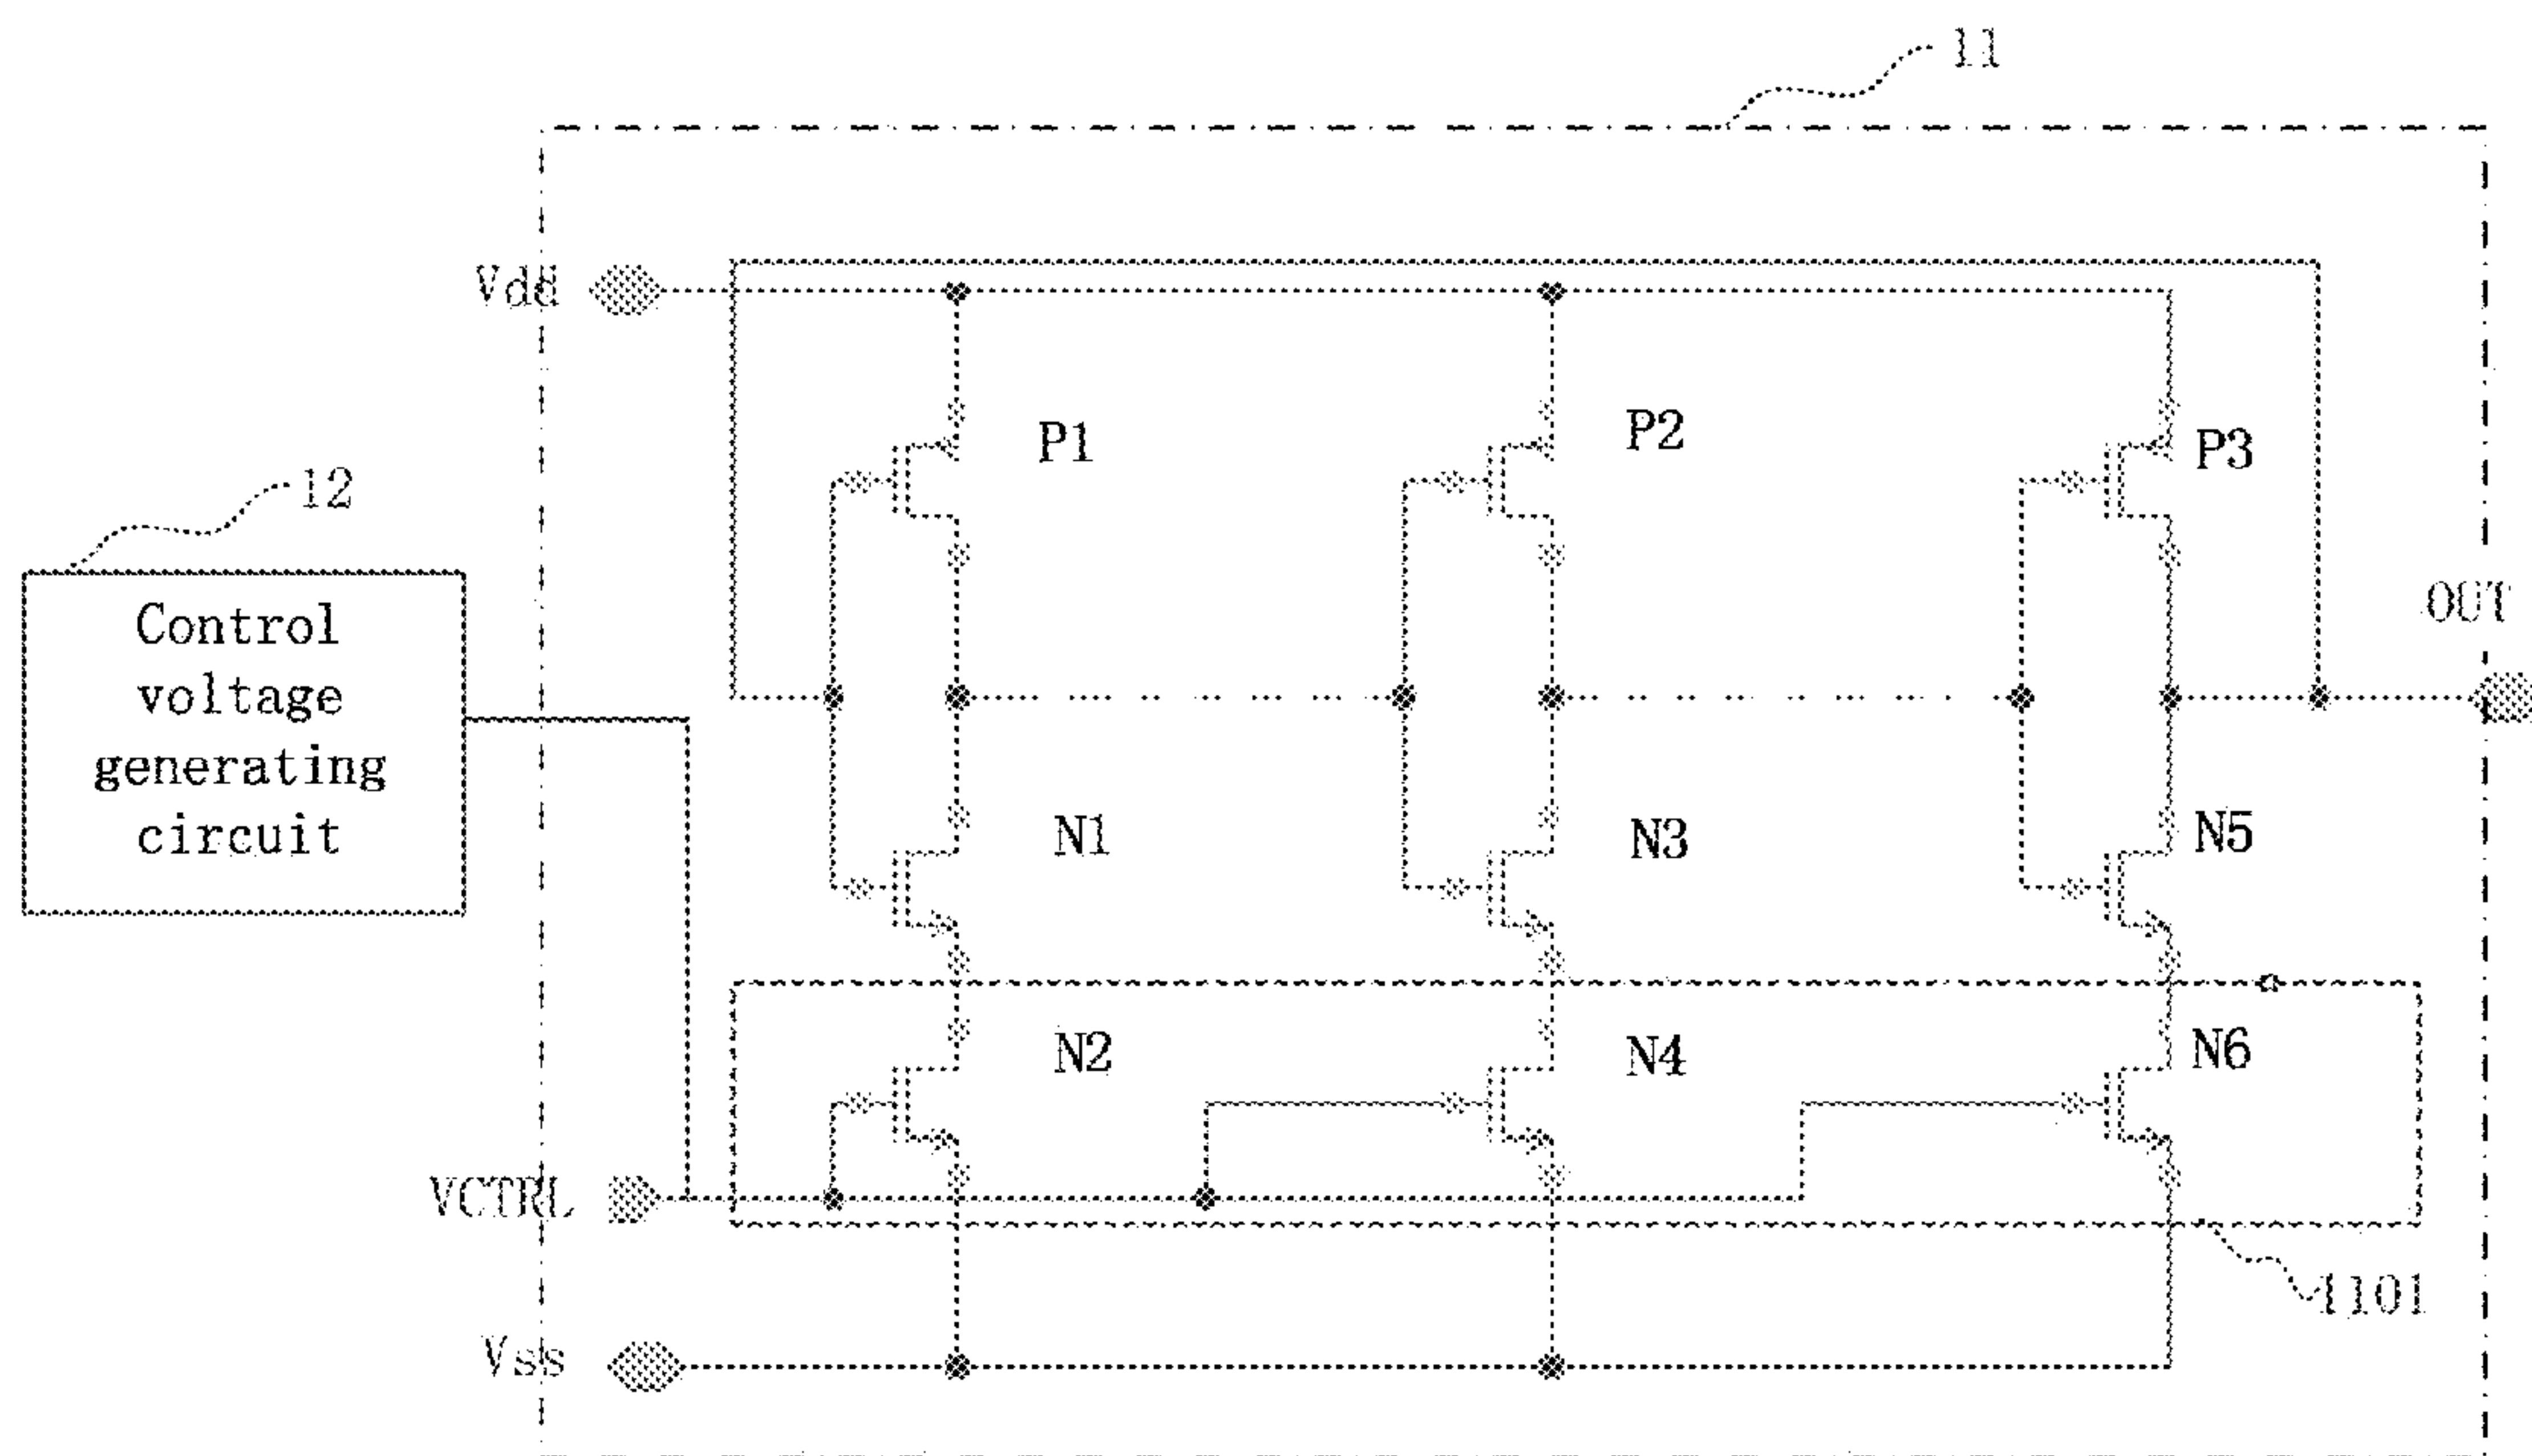 11
Vdd
P1
P2
P3
12
Control
voltage
generating
circuit
OUT
N1
N3
N5
N2
N4
N6
VCTRL
1101
Vss